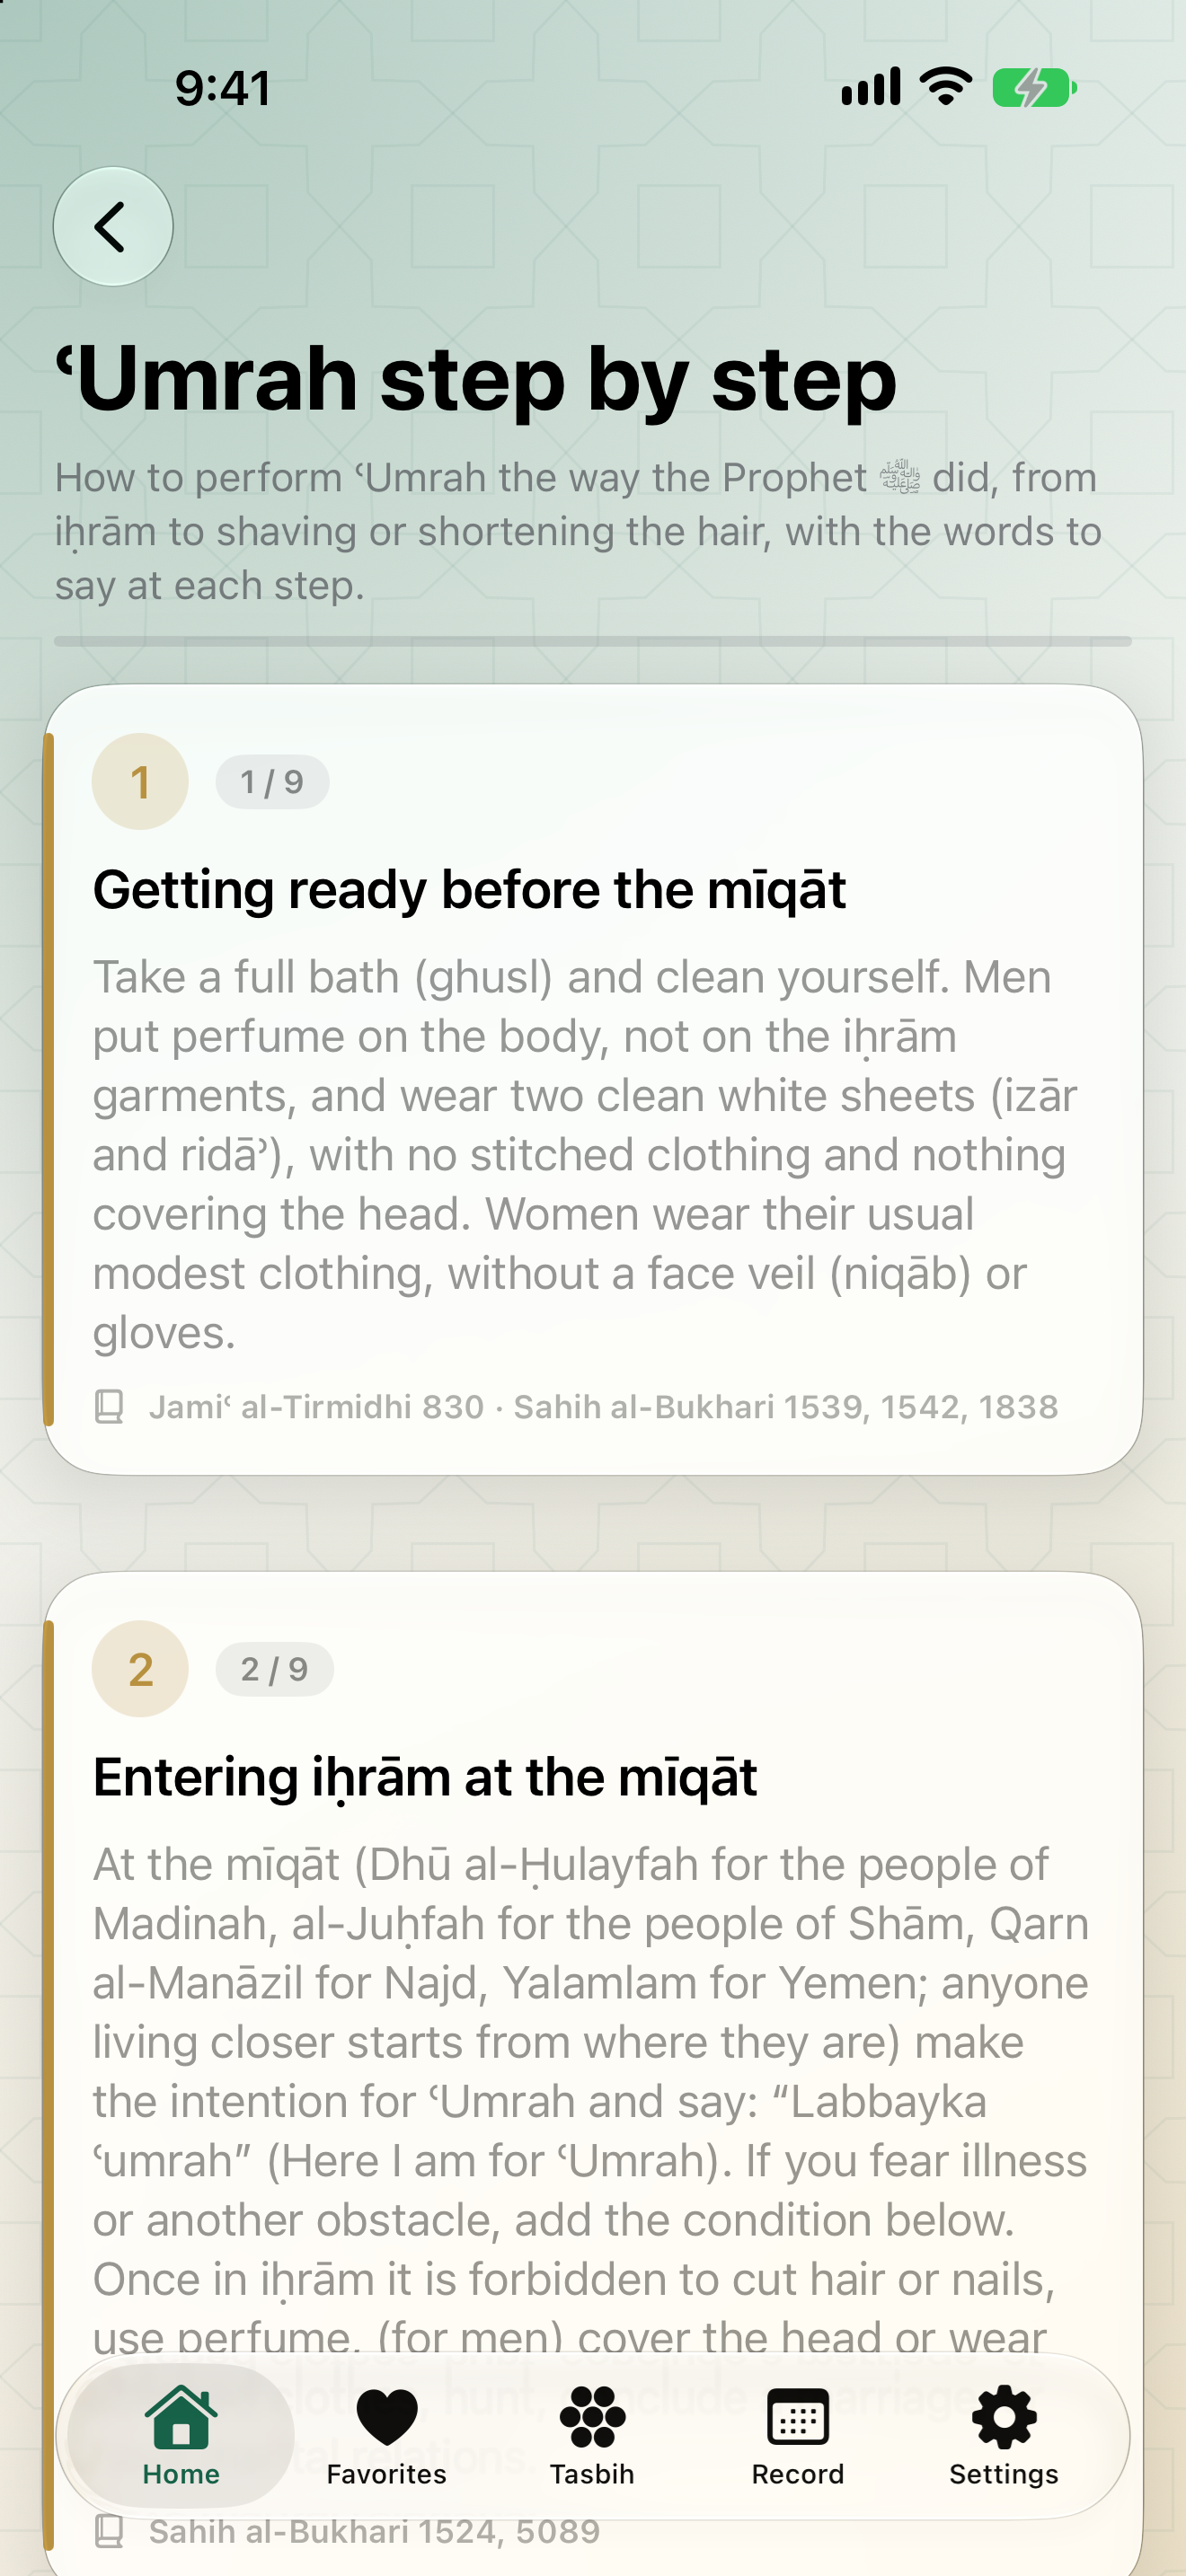 9:41
ʿUmrah step by step
How to perform ʿUmrah the way the Prophet ﷺ did, from
iḥrām to shaving or shortening the hair, with the words to
say at each step.
1
1 / 9
Getting ready before the mīqāt
Take a full bath (ghusl) and clean yourself. Men
put perfume on the body, not on the iḥrām
garments, and wear two clean white sheets (izār
and ridāʾ), with no stitched clothing and nothing
covering the head. Women wear their usual
modest clothing, without a face veil (niqāb) or
gloves.
Jamiʿ al-Tirmidhi 830 · Sahih al-Bukhari 1539, 1542, 1838
2
2 / 9
Entering iḥrām at the mīqāt
At the mīqāt (Dhū al-Ḥulayfah for the people of
Madinah, al-Juḥfah for the people of Shām, Qarn
al-Manāzil for Najd, Yalamlam for Yemen; anyone
living closer starts from where they are) make
the intention for ʿUmrah and say: “Labbayka
ʿumrah” (Here I am for ʿUmrah). If you fear illness
or another obstacle, add the condition below.
Once in iḥrām it is forbidden to cut hair or nails,
use perfume, (for men) cover the head or wear
hunt,
relations.
Home
Favorites
Tasbih
Record
Settings
Sahih al-Bukhari 1524, 5089